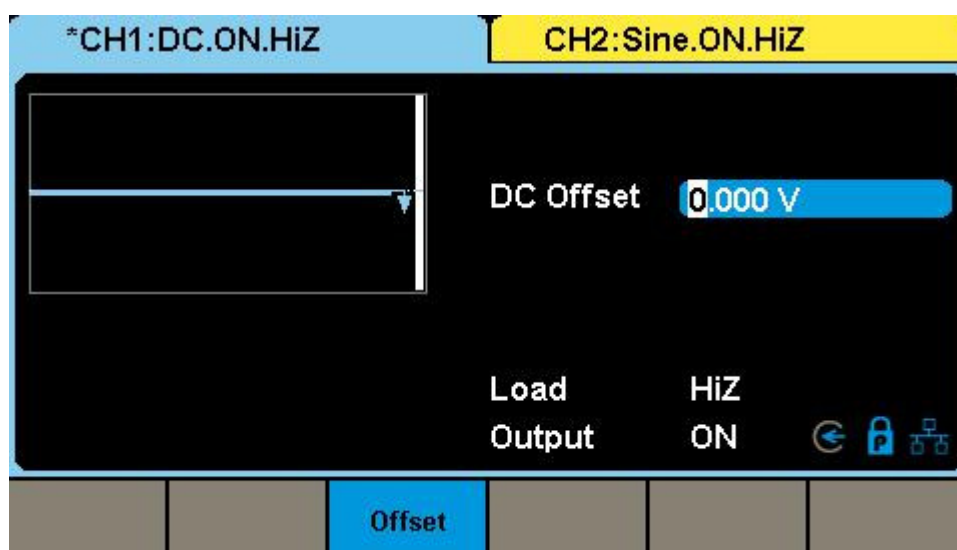 *CH1:DC.ON.HiZ
CH2:Sine.ON.HiZ
DC Offset 0.000 V
Load HiZ
Output ON
P
Offset